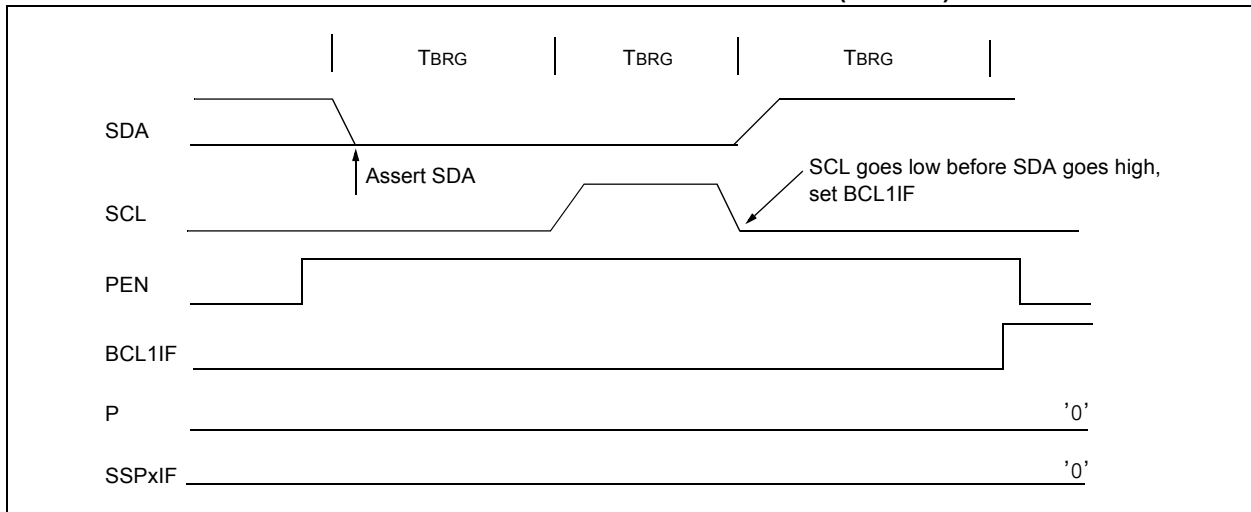 TBRG TBRG TBRG
SDA
Assert SDA
SCL goes low before SDA goes high,
set BCL1IF
SCL
PEN
BCL1IF
P '0'
SSPxIF '0'